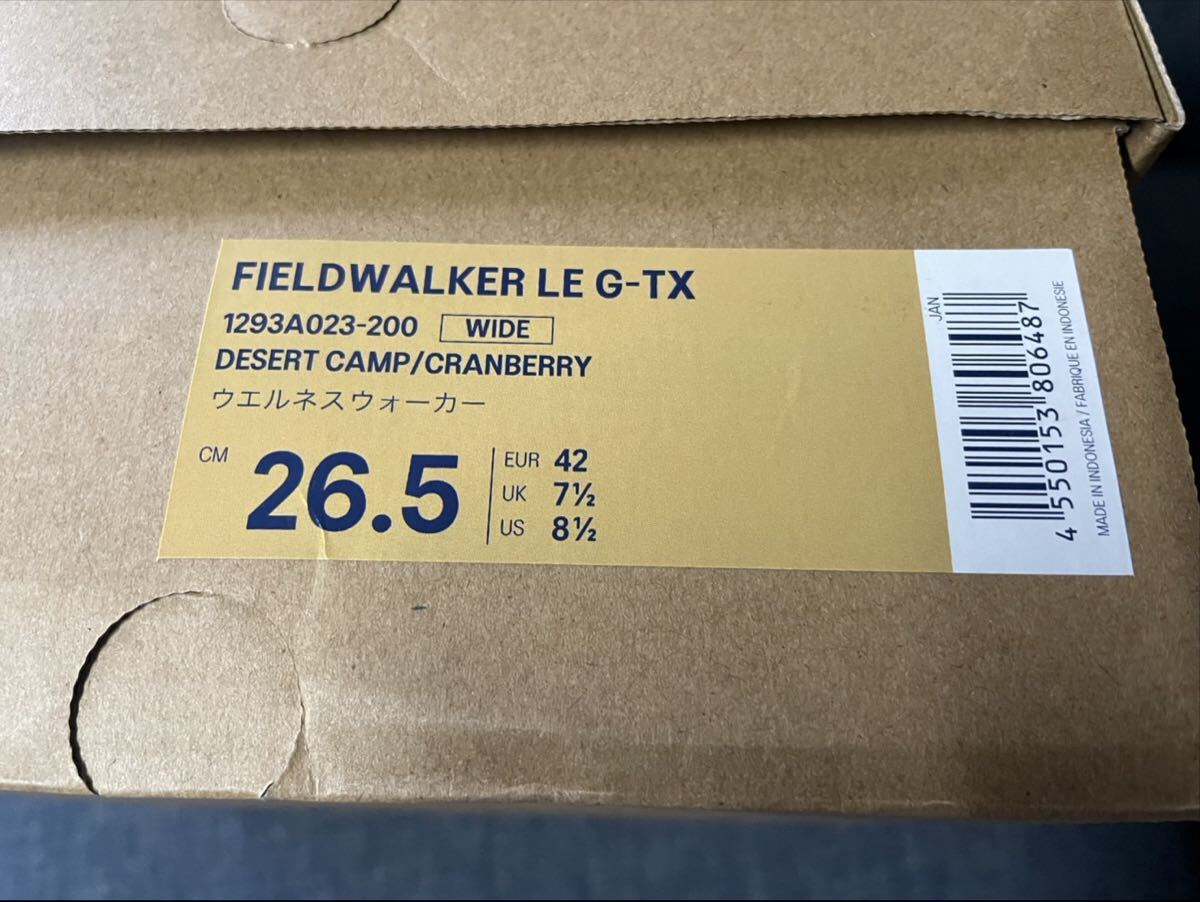 FIELDWALKER LE G-TX
1293A023-200 WIDE
DESERT CAMP/CRANBERRY
ウエルネスウォーカー
CM 26.5
EUR 42
UK 7½
US 8½
JAN
4 550153 806487
MADE IN INDONESIA / FABRIQUE EN INDONESIE